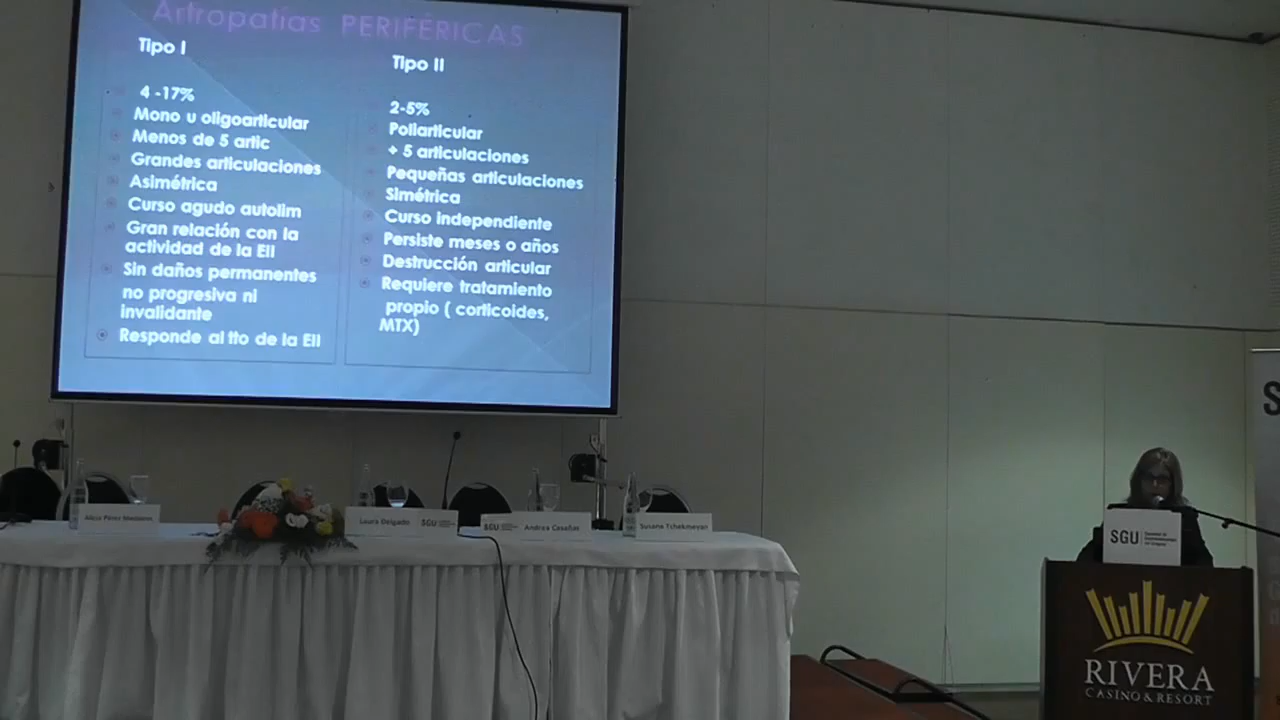 Artropatías PERIFÉRICAS
Tipo I
4 -17%
Mono u oligoarticular
Menos de 5 artic
Grandes articulaciones
Asimétrica
Curso agudo autolim
Gran relación con la
actividad de la EII
Sin daños permanentes
no progresiva ni
invalidante
Responde al tto de la EII
Tipo II
2-5%
Poliarticular
+ 5 articulaciones
Pequeñas articulaciones
Simétrica
Curso independiente
Persiste meses o años
Destrucción articular
Requiere tratamiento
propio ( corticoides,
MTX)
Laura Delgado SGU
SGU Andrea
Susana
SGU
RIVERA
CASINO & RESORT
S